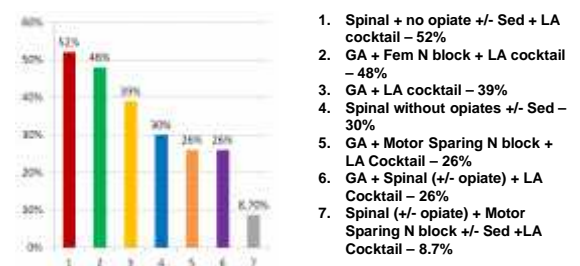 60%
50%
40%
30%
20%
10%
0%
52%
48%
39%
30%
26%
26%
8,70%
1 2 3 4 5 6 7
1. Spinal + no opiate +/- Sed + LA
cocktail – 52%
2. GA + Fem N block + LA cocktail
– 48%
3. GA + LA cocktail – 39%
4. Spinal without opiates +/- Sed –
30%
5. GA + Motor Sparing N block +
LA Cocktail – 26%
6. GA + Spinal (+/- opiate) + LA
Cocktail – 26%
7. Spinal (+/- opiate) + Motor
Sparing N block +/- Sed +LA
Cocktail – 8.7%